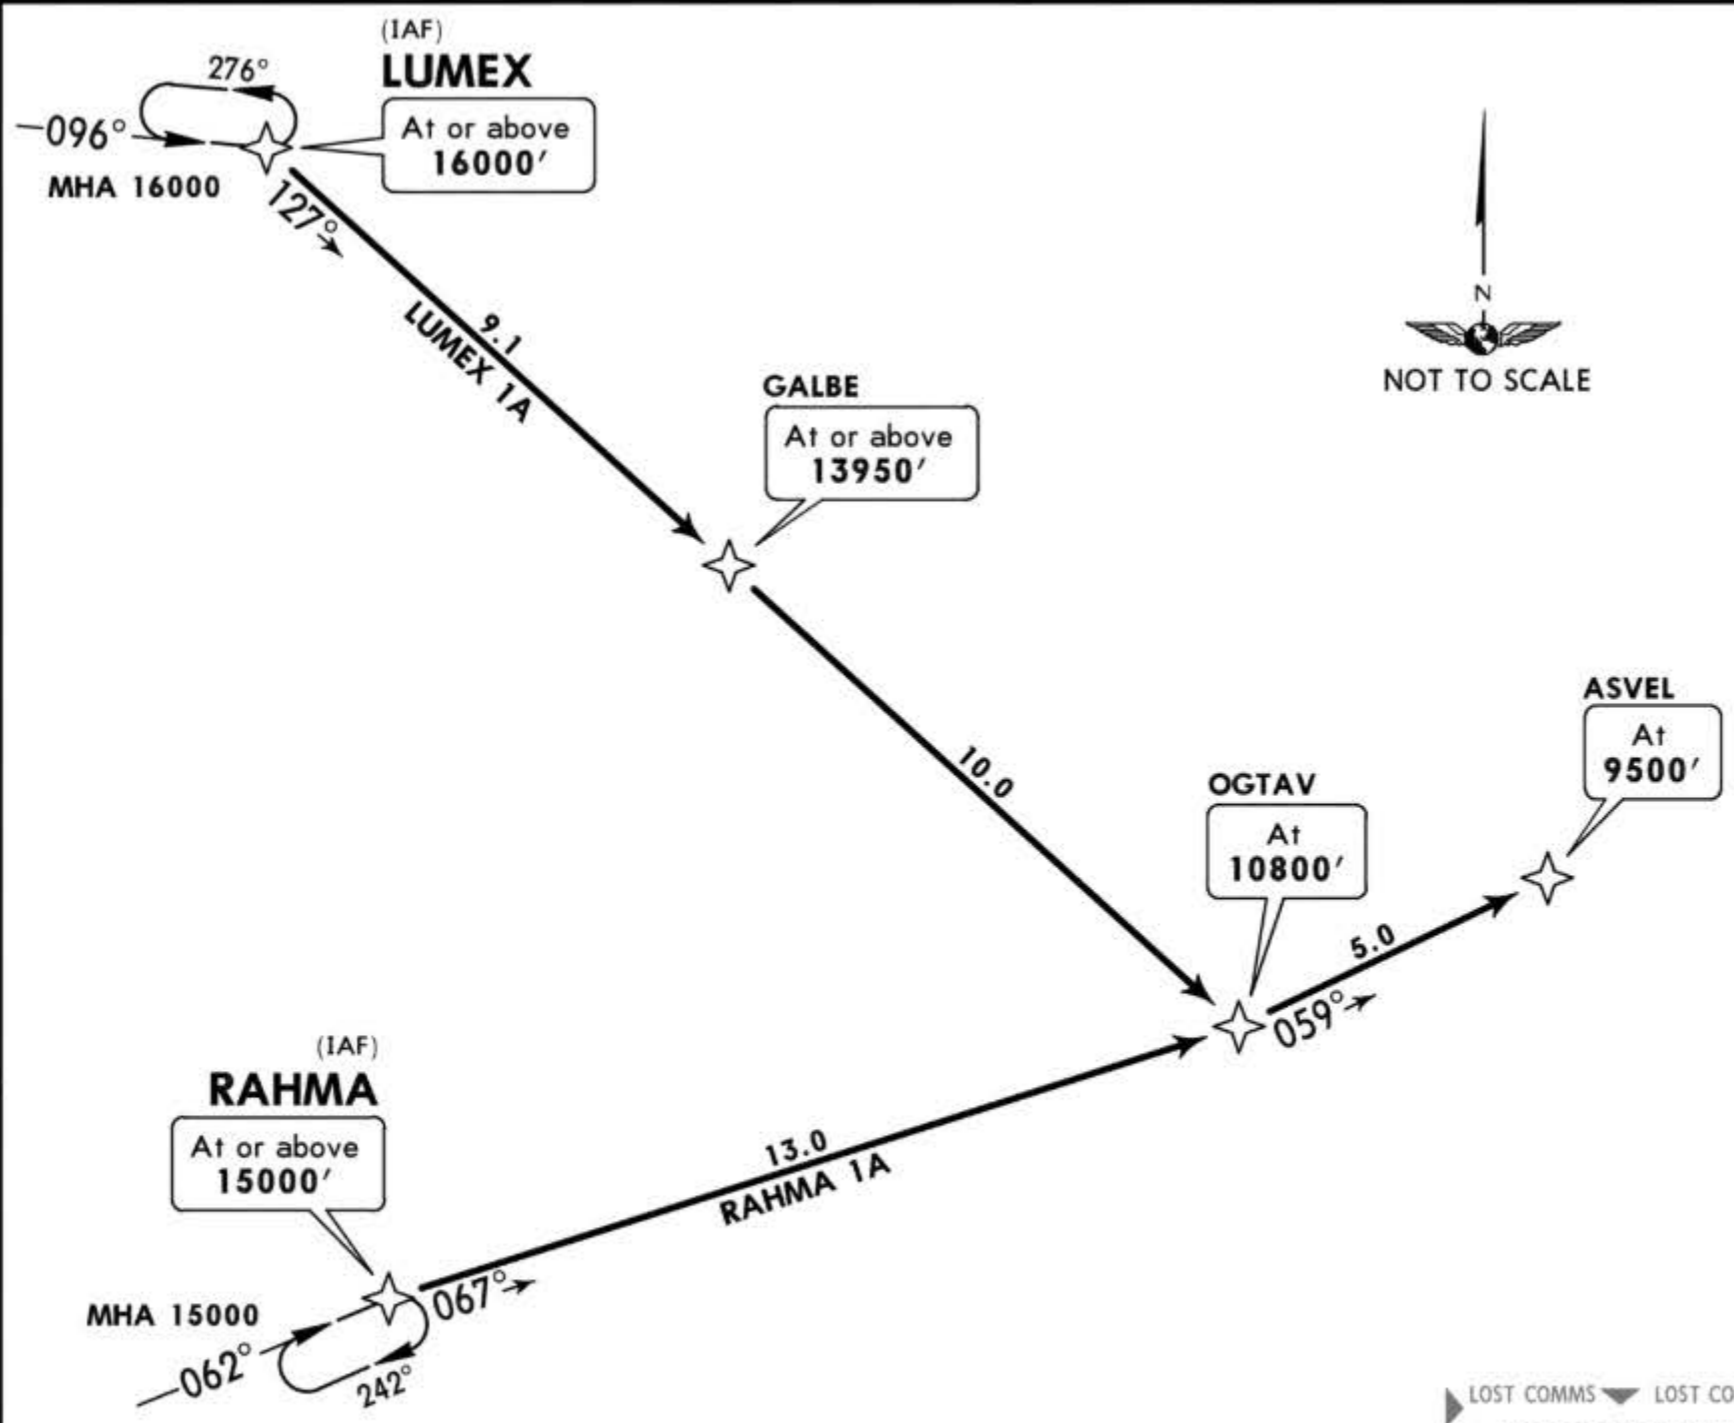 (IAF)
LUMEX
276°
At or above
16000′
096°
MHA 16000
127°
9.1
LUMEX 1A
N
NOT TO SCALE
GALBE
At or above
13950′
10.0
ASVEL
At
9500′
OGTAV
At
10800′
5.0
059°
(IAF)
RAHMA
At or above
15000′
13.0
RAHMA 1A
067°
MHA 15000
062°
242°
LOST COMMS LOST CO